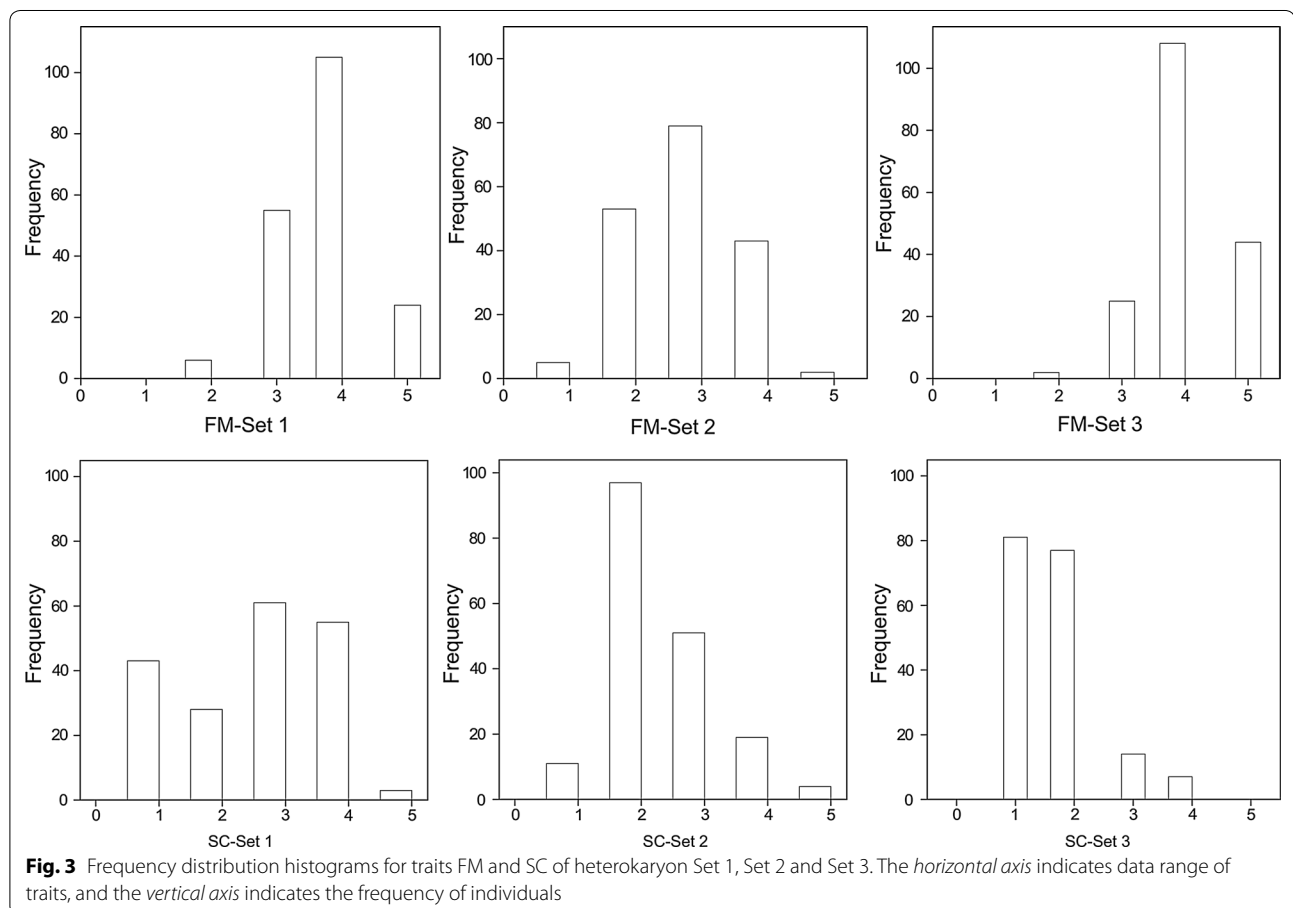 100
80
60
40
20
0
Frequency
0 1 2 3 4 5
FM-Set 1
100
80
60
40
20
0
Frequency
0 1 2 3 4 5
FM-Set 2
100
80
60
40
20
0
Frequency
0 1 2 3 4 5
FM-Set 3
100
80
60
40
20
0
Frequency
0 1 2 3 4 5
SC-Set 1
100
80
60
40
20
0
Frequency
0 1 2 3 4 5
SC-Set 2
100
80
60
40
20
0
Frequency
0 1 2 3 4 5
SC-Set 3
Fig. 3 Frequency distribution histograms for traits FM and SC of heterokaryon Set 1, Set 2 and Set 3. The horizontal axis indicates data range of
traits, and the vertical axis indicates the frequency of individuals